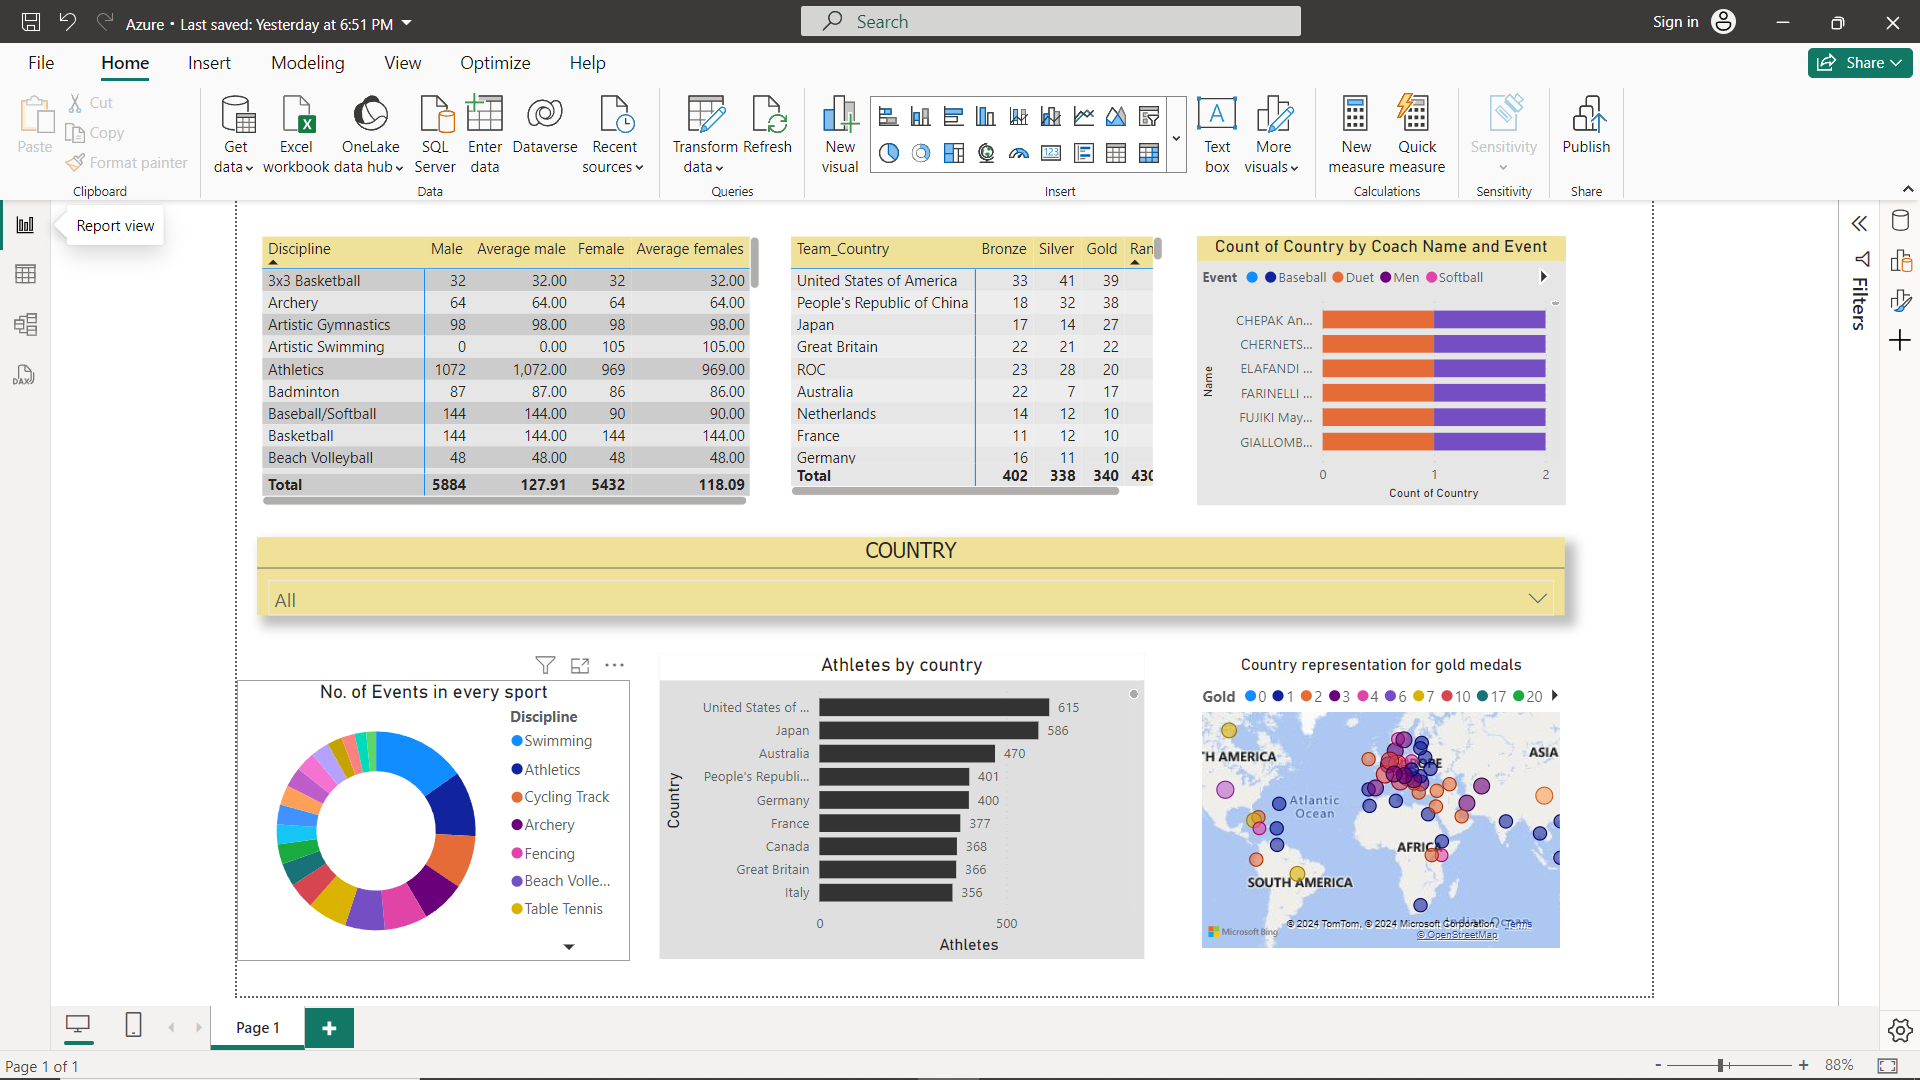 Azure • Last saved: Yesterday at 6:51 PM
Search
Sign in
File Home Insert Modeling View Optimize Help
Share
Paste
Cut
Copy
Format painter
Clipboard
Get data
Excel workbook
OneLake data hub
SQL Server
Enter data
Dataverse
Recent sources
Data
Transform data
Refresh
Queries
New visual
123
Insert
A
Text box
More visuals
New measure
Quick measure
Calculations
Sensitivity
Sensitivity
Publish
Share
Report view
DAX
Filters
Discipline Male Average male Female Average females
3x3 Basketball 32 32.00 32 32.00
Archery 64 64.00 64 64.00
Artistic Gymnastics 98 98.00 98 98.00
Artistic Swimming 0 0.00 105 105.00
Athletics 1072 1,072.00 969 969.00
Badminton 87 87.00 86 86.00
Baseball/Softball 144 144.00 90 90.00
Basketball 144 144.00 144 144.00
Beach Volleyball 48 48.00 48 48.00
Total 5884 127.91 5432 118.09
Team_Country Bronze Silver Gold Ran
United States of America 33 41 39
People's Republic of China 18 32 38
Japan 17 14 27
Great Britain 22 21 22
ROC 23 28 20
Australia 22 7 17
Netherlands 14 12 10
France 11 12 10
Germany 16 11 10
Total 402 338 340 430
Count of Country by Coach Name and Event
Event Baseball Duet Men Softball
Name
CHEPAK An...
CHERNETS...
ELAFANDI ...
FARINELLI ...
FUJIKI May...
GIALLOMB...
0 1 2
Count of Country
COUNTRY
All
No. of Events in every sport
Discipline
Swimming
Athletics
Cycling Track
Archery
Fencing
Beach Volle...
Table Tennis
Athletes by country
Country
United States of ... 615
Japan 586
Australia 470
People's Republi... 401
Germany 400
France 377
Canada 368
Great Britain 366
Italy 356
0 500
Athletes
Country representation for gold medals
Gold 0 1 2 3 4 6 7 10 17 20
TH AMERICA
OPE
ASIA
Atlantic
Ocean
AFRICA
SOUTH AMERICA
Indian Ocean
Microsoft Bing
© 2024 TomTom, © 2024 Microsoft Corporation, Terms
© OpenStreetMap
Page 1
Page 1 of 1
- + 88%